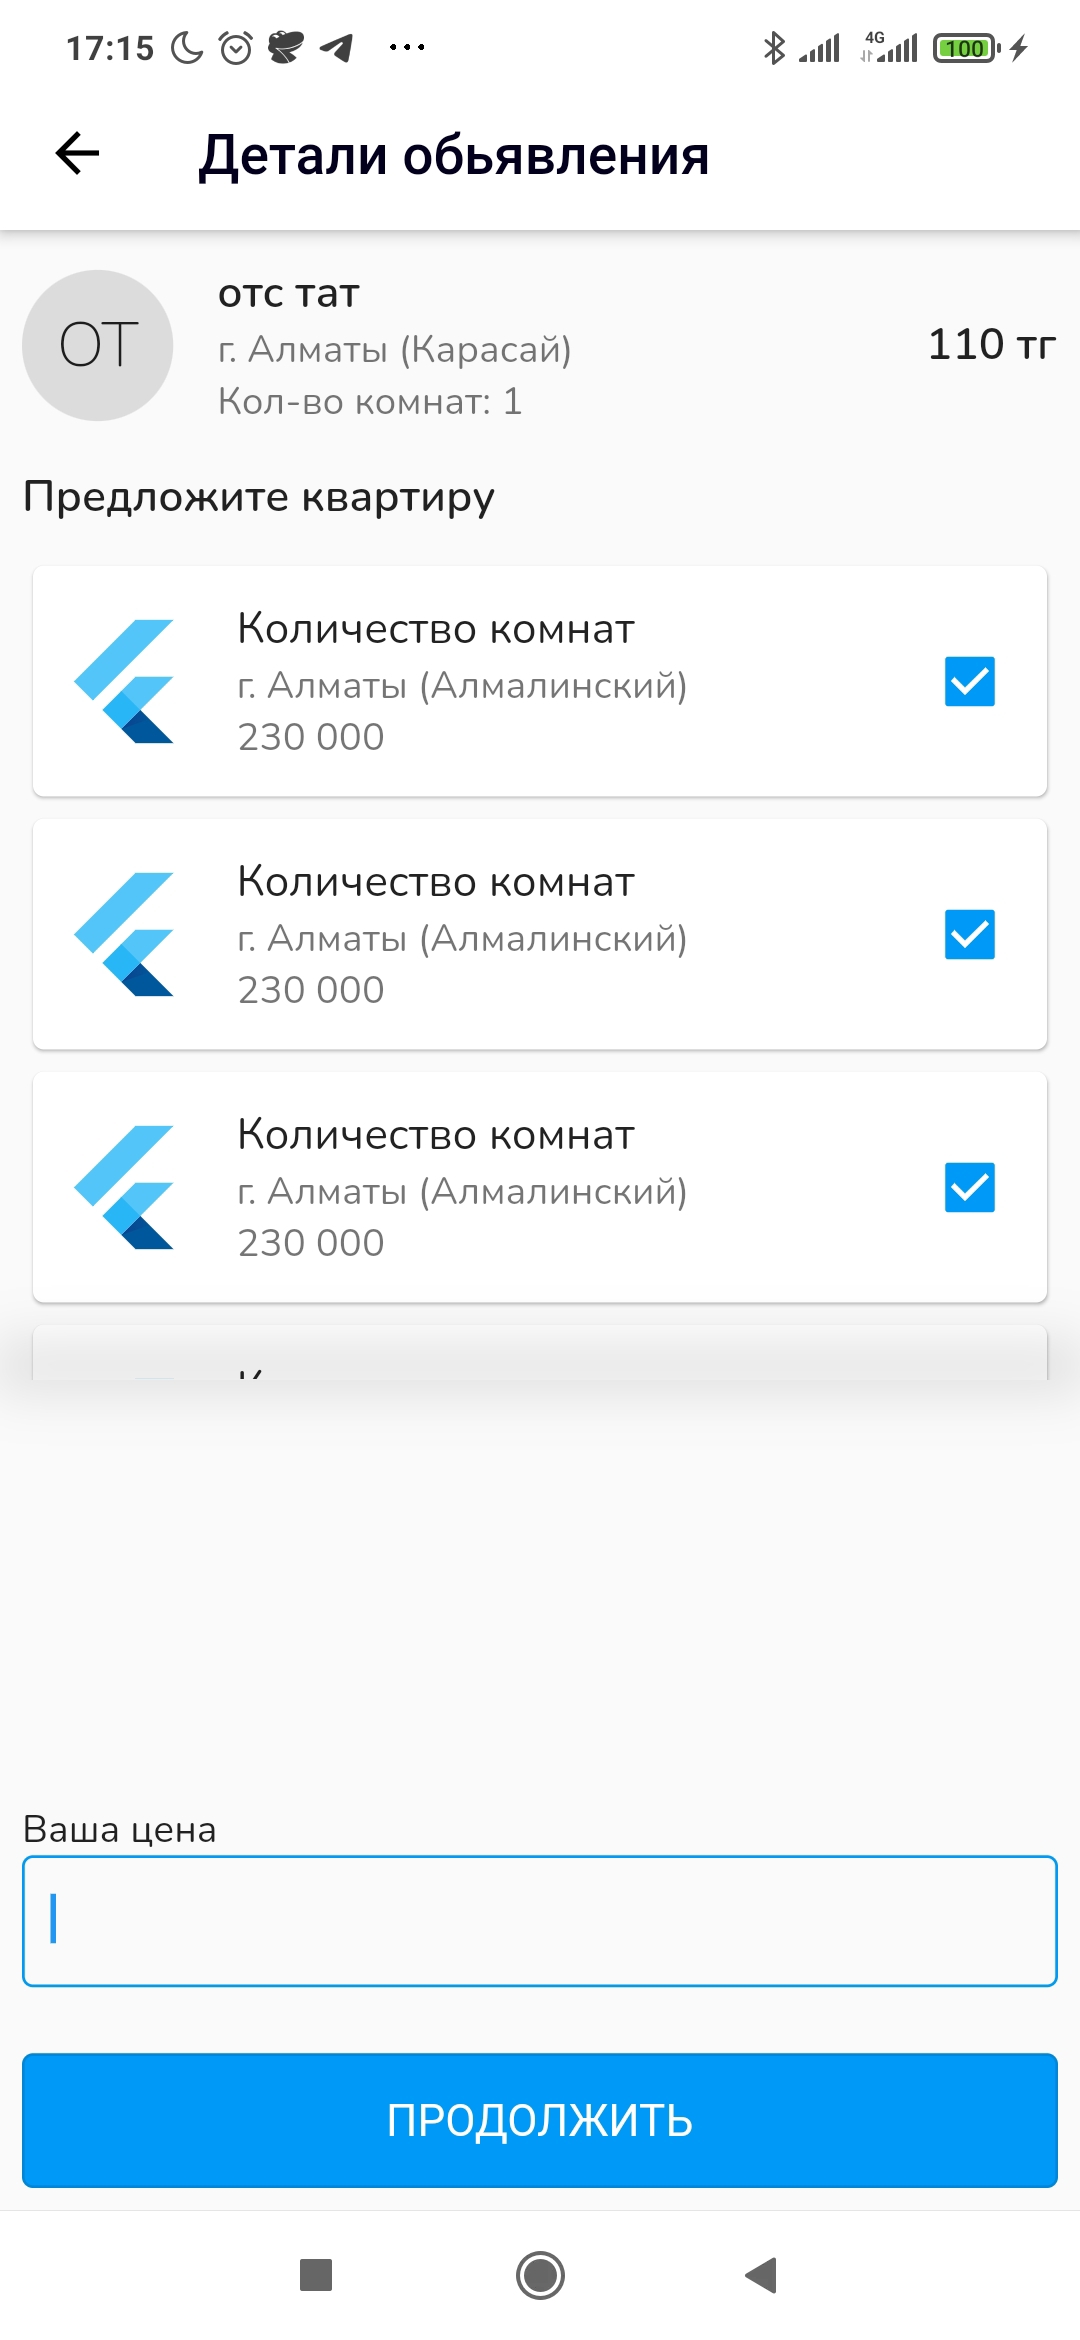 17:15
4G
100
Детали обьявления
ОТ
отс тат
г. Алматы (Карасай)
Кол-во комнат: 1
110 тг
Предложите квартиру
Количество комнат
г. Алматы (Алмалинский)
230 000
Количество комнат
г. Алматы (Алмалинский)
230 000
Количество комнат
г. Алматы (Алмалинский)
230 000
Ваша цена
ПРОДОЛЖИТЬ